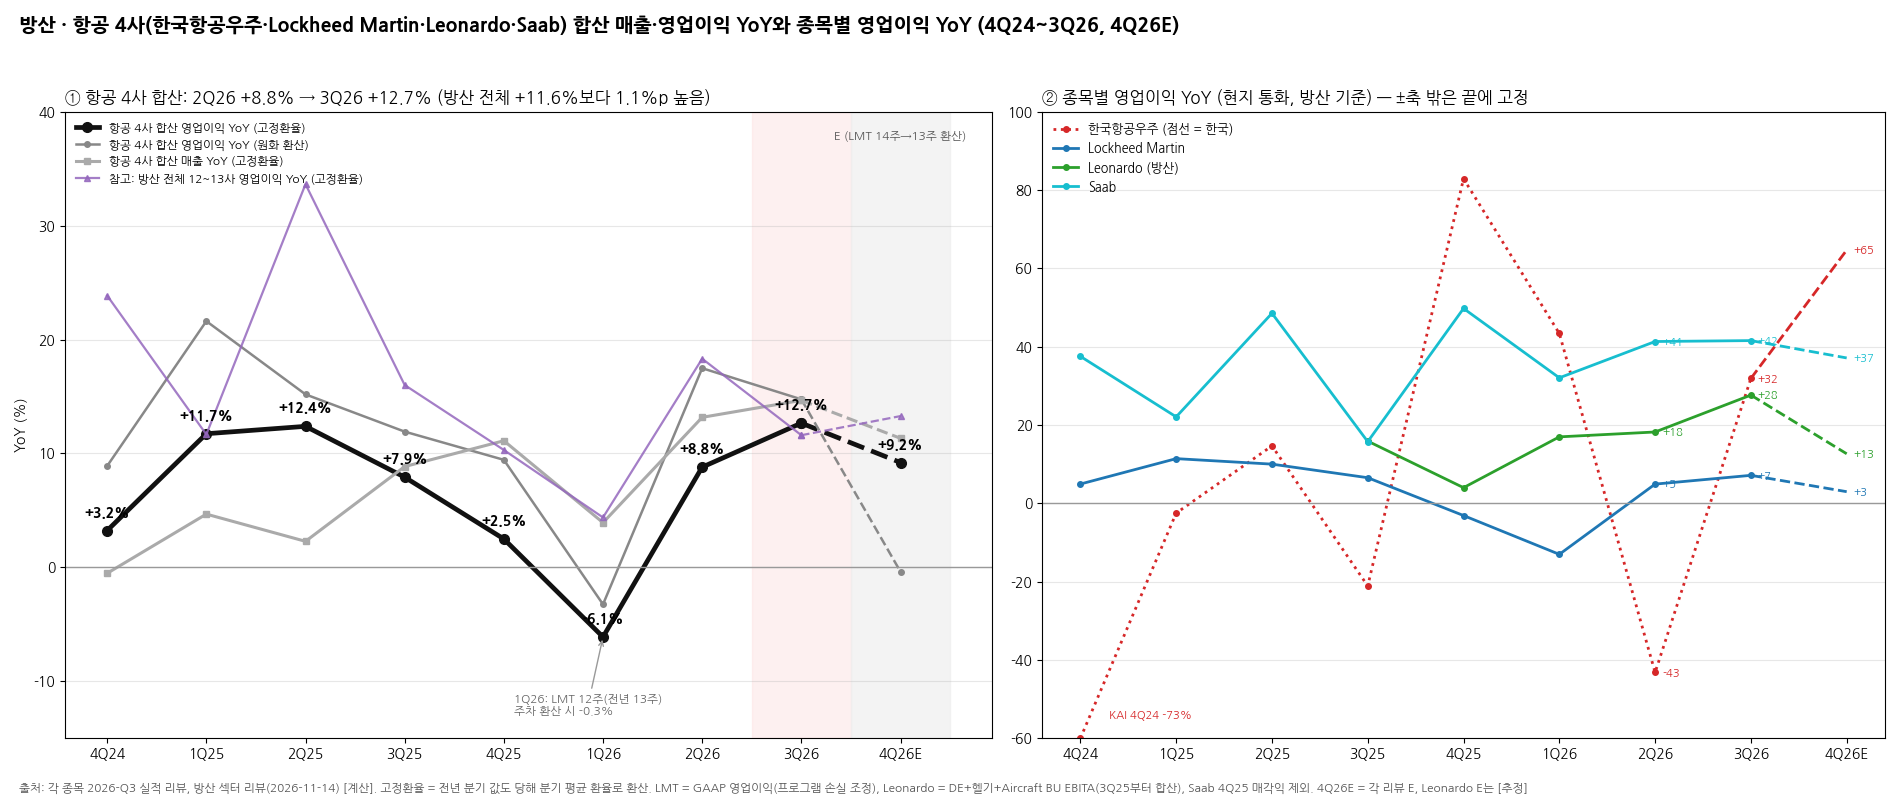 방산 · 항공 4사(한국항공우주·Lockheed Martin·Leonardo·Saab) 합산 매출·영업이익 YoY와 종목별 영업이익 YoY (4Q24~3Q26, 4Q26E)
① 항공 4사 합산: 2Q26 +8.8% → 3Q26 +12.7% (방산 전체 +11.6%보다 1.1%p 높음)
항공 4사 합산 영업이익 YoY (고정환율)
항공 4사 합산 영업이익 YoY (원화 환산)
항공 4사 합산 매출 YoY (고정환율)
참고: 방산 전체 12~13사 영업이익 YoY (고정환율)
E (LMT 14주→13주 환산)
YoY (%)
40
30
20
10
0
-10
+3.2%
+11.7%
+12.4%
+7.9%
+2.5%
-6.1%
+8.8%
+12.7%
+9.2%
1Q26: LMT 12주(전년 13주)
주차 환산 시 -0.3%
4Q24 1Q25 2Q25 3Q25 4Q25 1Q26 2Q26 3Q26 4Q26E
② 종목별 영업이익 YoY (현지 통화, 방산 기준) — ±축 밖은 끝에 고정
한국항공우주 (점선 = 한국)
Lockheed Martin
Leonardo (방산)
Saab
100
80
60
40
20
0
-20
-40
-60
+65
+41
+42
+37
+32
+28
+18
+13
+5
+7
+3
-43
KAI 4Q24 -73%
4Q24 1Q25 2Q25 3Q25 4Q25 1Q26 2Q26 3Q26 4Q26E
출처: 각 종목 2026-Q3 실적 리뷰, 방산 섹터 리뷰(2026-11-14) [계산]. 고정환율 = 전년 분기 값도 당해 분기 평균 환율로 환산. LMT = GAAP 영업이익(프로그램 손실 조정), Leonardo = DE+헬기+Aircraft BU EBITA(3Q25부터 합산), Saab 4Q25 매각익 제외. 4Q26E = 각 리뷰 E, Leonardo E는 [추정]